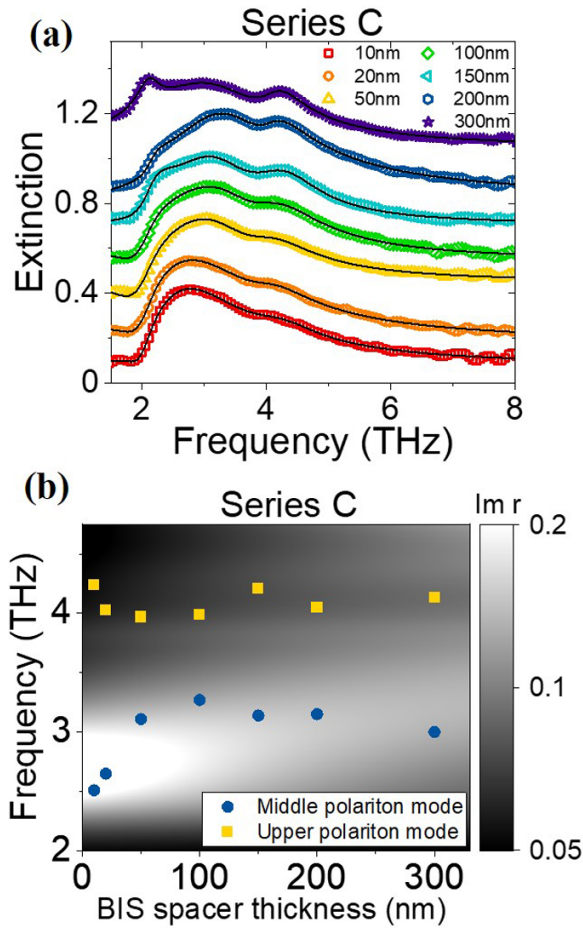 (a)
Series C
10nm 100nm
20nm 150nm
50nm 200nm
300nm
Extinction
1.2
0.8
0.4
0
2 4 6 8
Frequency (THz)
(b)
Series C
Im r
Frequency (THz)
4
3
2
0.2
0.1
0.05
Middle polariton mode
Upper polariton mode
0 100 200 300
BIS spacer thickness (nm)